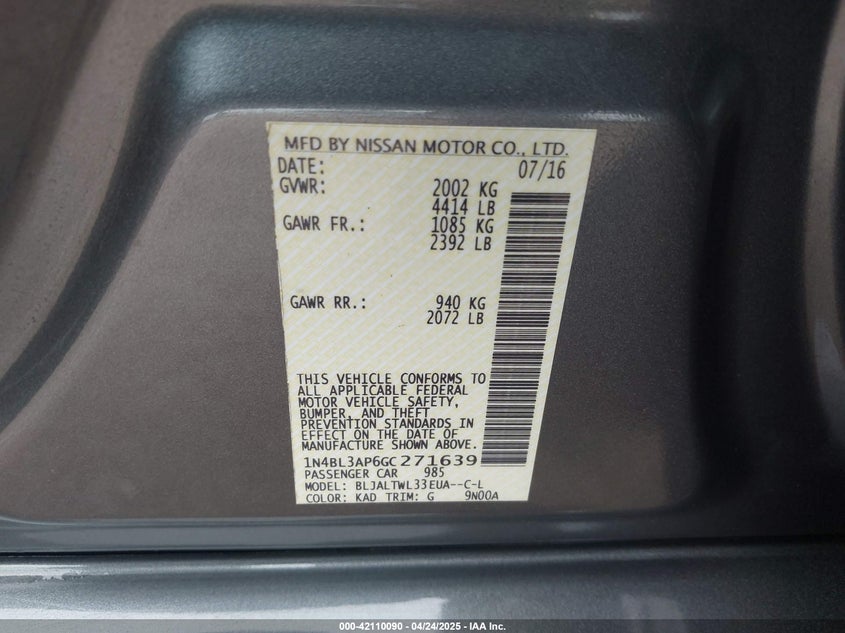 MFD BY NISSAN MOTOR CO., LTD.
DATE: 07/16
GVWR: 2002 KG
4414 LB
GAWR FR.: 1085 KG
2392 LB
GAWR RR.: 940 KG
2072 LB
THIS VEHICLE CONFORMS TO
ALL APPLICABLE FEDERAL
MOTOR VEHICLE SAFETY,
BUMPER, AND THEFT
PREVENTION STANDARDS IN
EFFECT ON THE DATE OF
MANUFACTURE SHOWN ABOVE.
1N4BL3AP6GC271639
PASSENGER CAR 985
MODEL: BLJALTWL33EUA--C-L
COLOR: KAD TRIM: G 9N00A
000-42110090 - 04/24/2025 - IAA Inc.